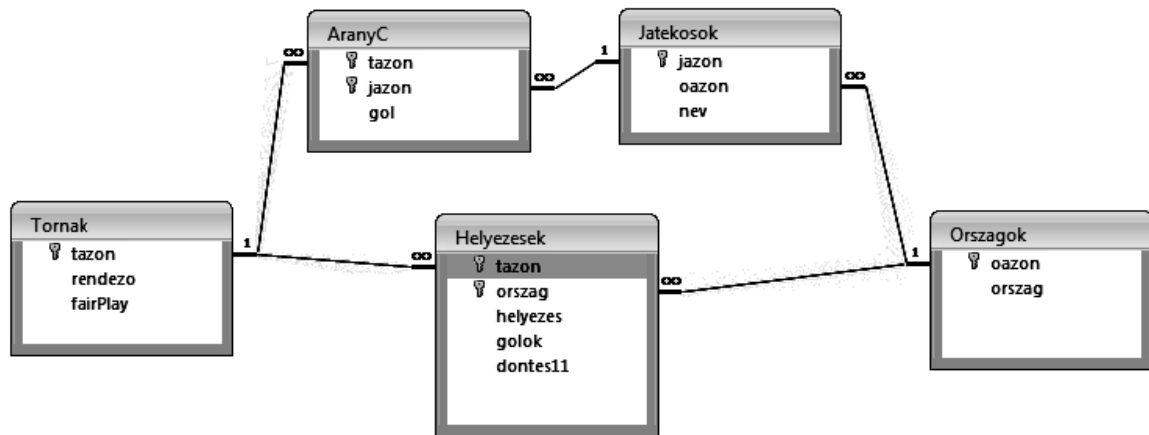 AranyC
tazon
jazon
gol
Jatekosok
jazon
oazon
nev
Tornak
tazon
rendezo
fairPlay
Helyezesek
tazon
orszag
helyezes
golok
dontes11
Orszagok
oazon
orszag
∞
∞
1
∞
1
∞
∞
1